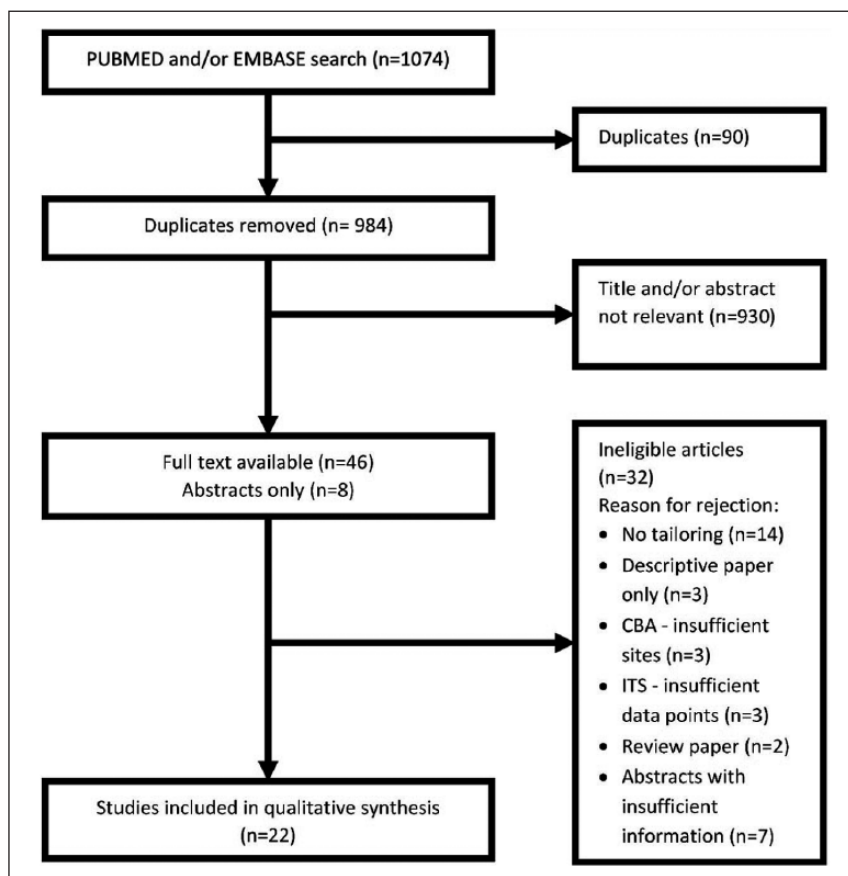 PUBMED and/or EMBASE search (n=1074)
Duplicates (n=90)
Duplicates removed (n= 984)
Title and/or abstract
not relevant (n=930)
Full text available (n=46)
Abstracts only (n=8)
Ineligible articles
(n=32)
Reason for rejection:
• No tailoring (n=14)
• Descriptive paper
only (n=3)
• CBA - insufficient
sites (n=3)
• ITS - insufficient
data points (n=3)
• Review paper (n=2)
• Abstracts with
insufficient
information (n=7)
Studies included in qualitative synthesis
(n=22)